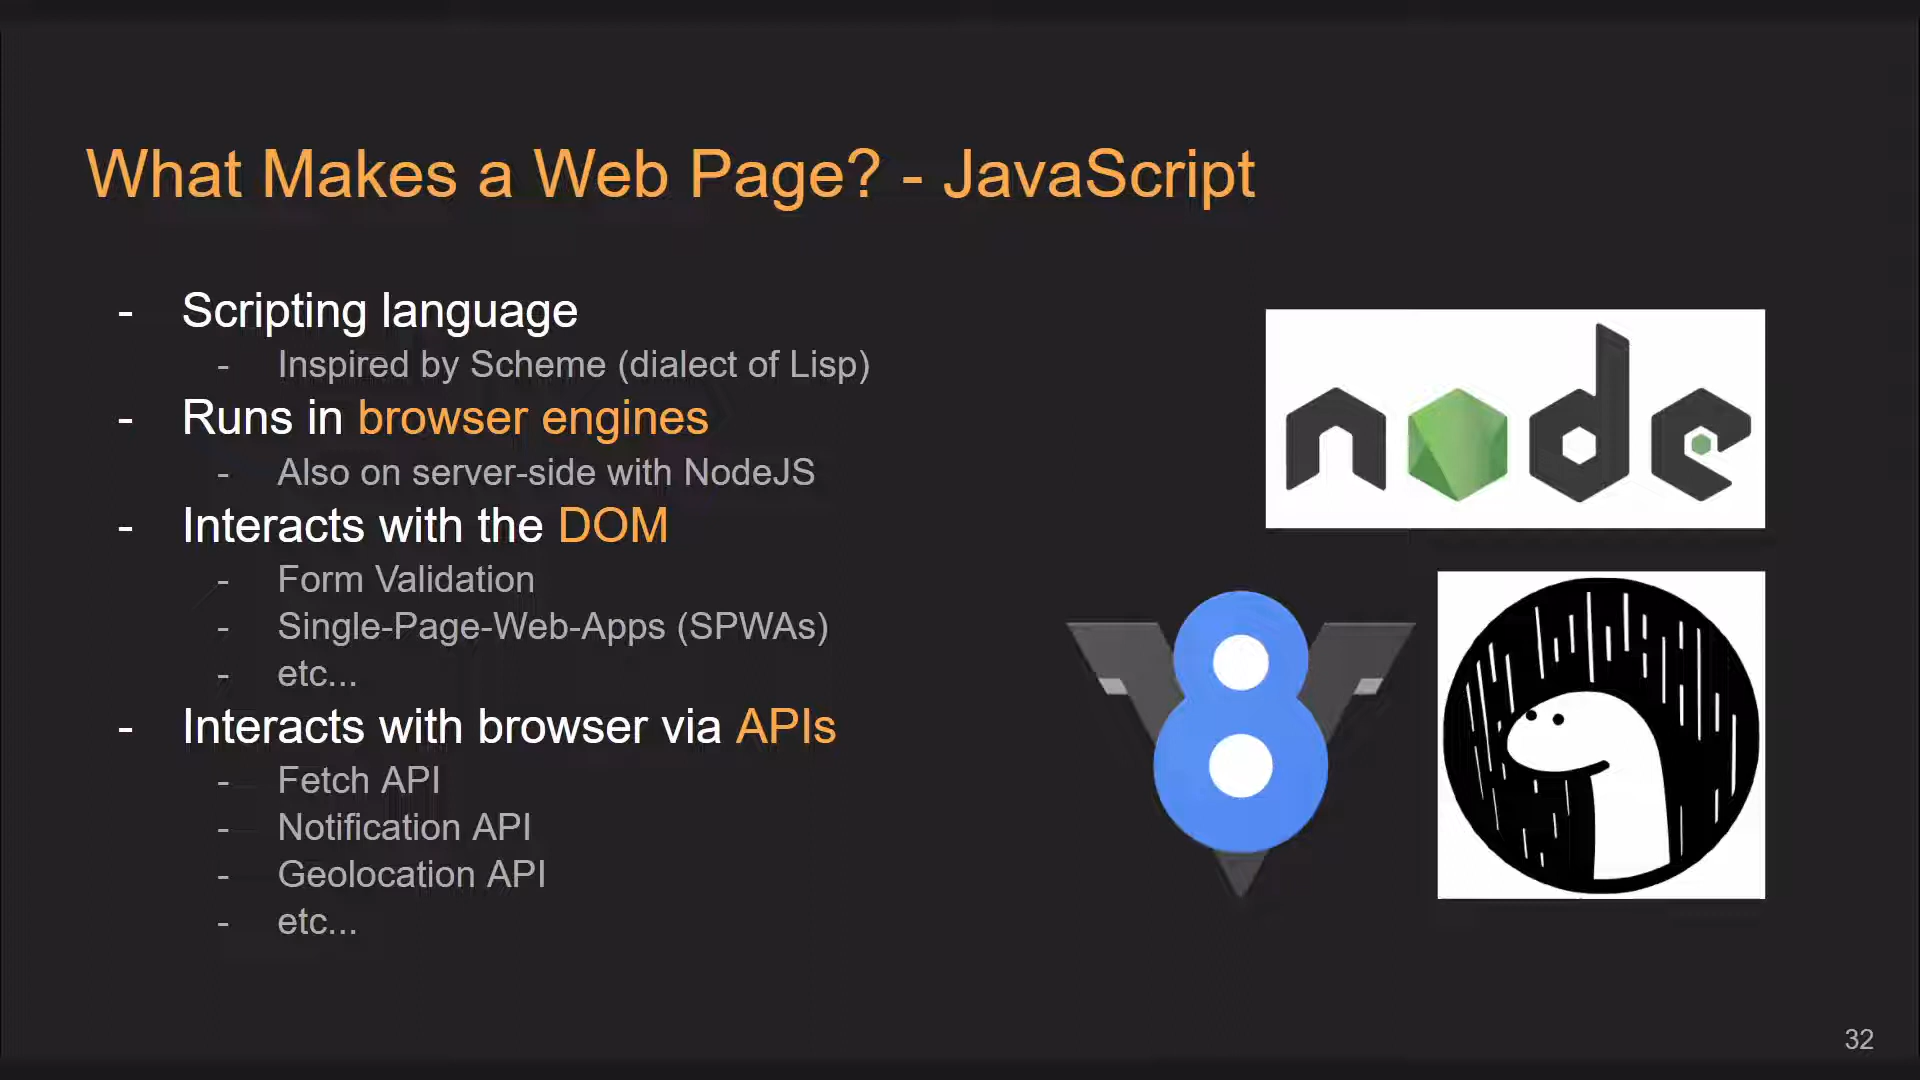 What Makes a Web Page? - JavaScript
- Scripting language
- Inspired by Scheme (dialect of Lisp)
- Runs in browser engines
- Also on server-side with NodeJS
- Interacts with the DOM
- Form Validation
- Single-Page-Web-Apps (SPWAs)
- etc...
- Interacts with browser via APIs
- Fetch API
- Notification API
- Geolocation API
- etc...
node
V8
32